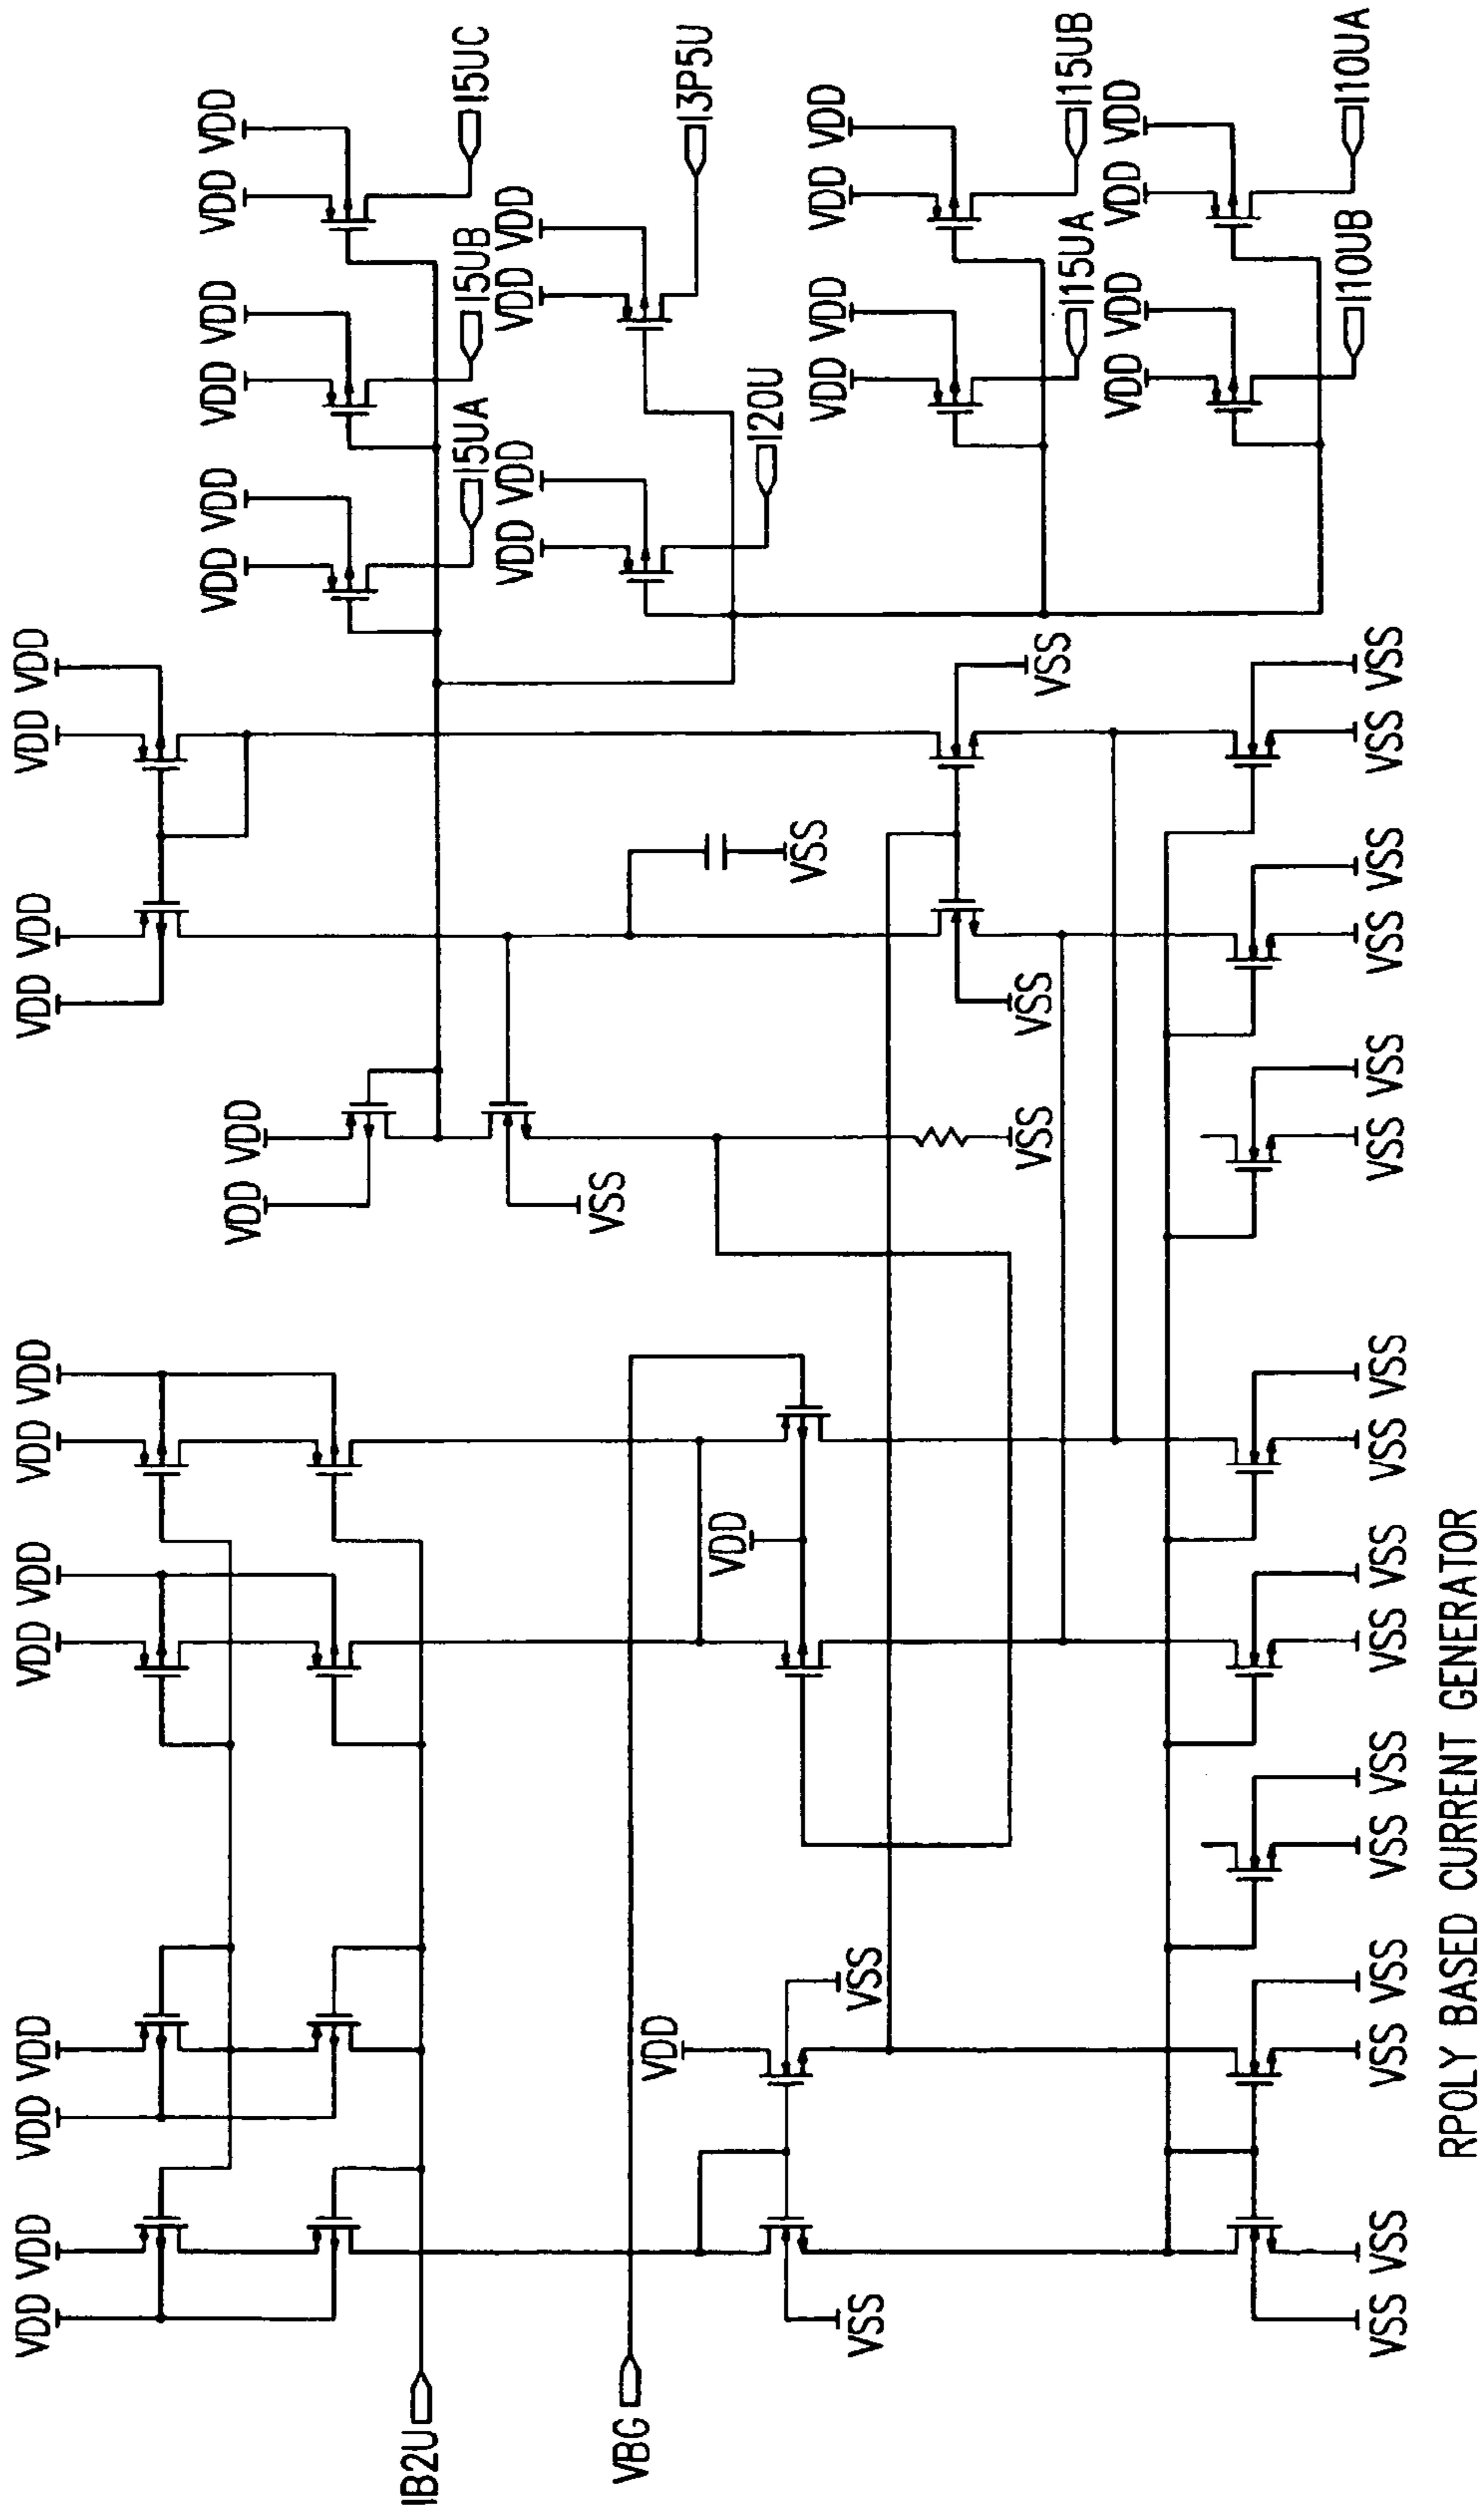 VDD VDD VDD VDD VDD VDD VDD VDD VDD VDD VDD VDD
VDD VDD VDD VDD VDD VDD
VDD VDD
IB2U I5UA I5UB I5UC
VDD VDD VDD VDD
VSS
VBG
VDD
I3P5U
VDD
I20U
VSS
VDD VDD VDD VDD
VSS VSS
VSS VSS VSS
I15UA I15UB
VDD VDD VDD VDD
I10UB I10UA
VSS VSS VSS VSS VSS VSS VSS VSS VSS VSS VSS VSS VSS VSS VSS VSS
RPOLY BASED CURRENT GENERATOR